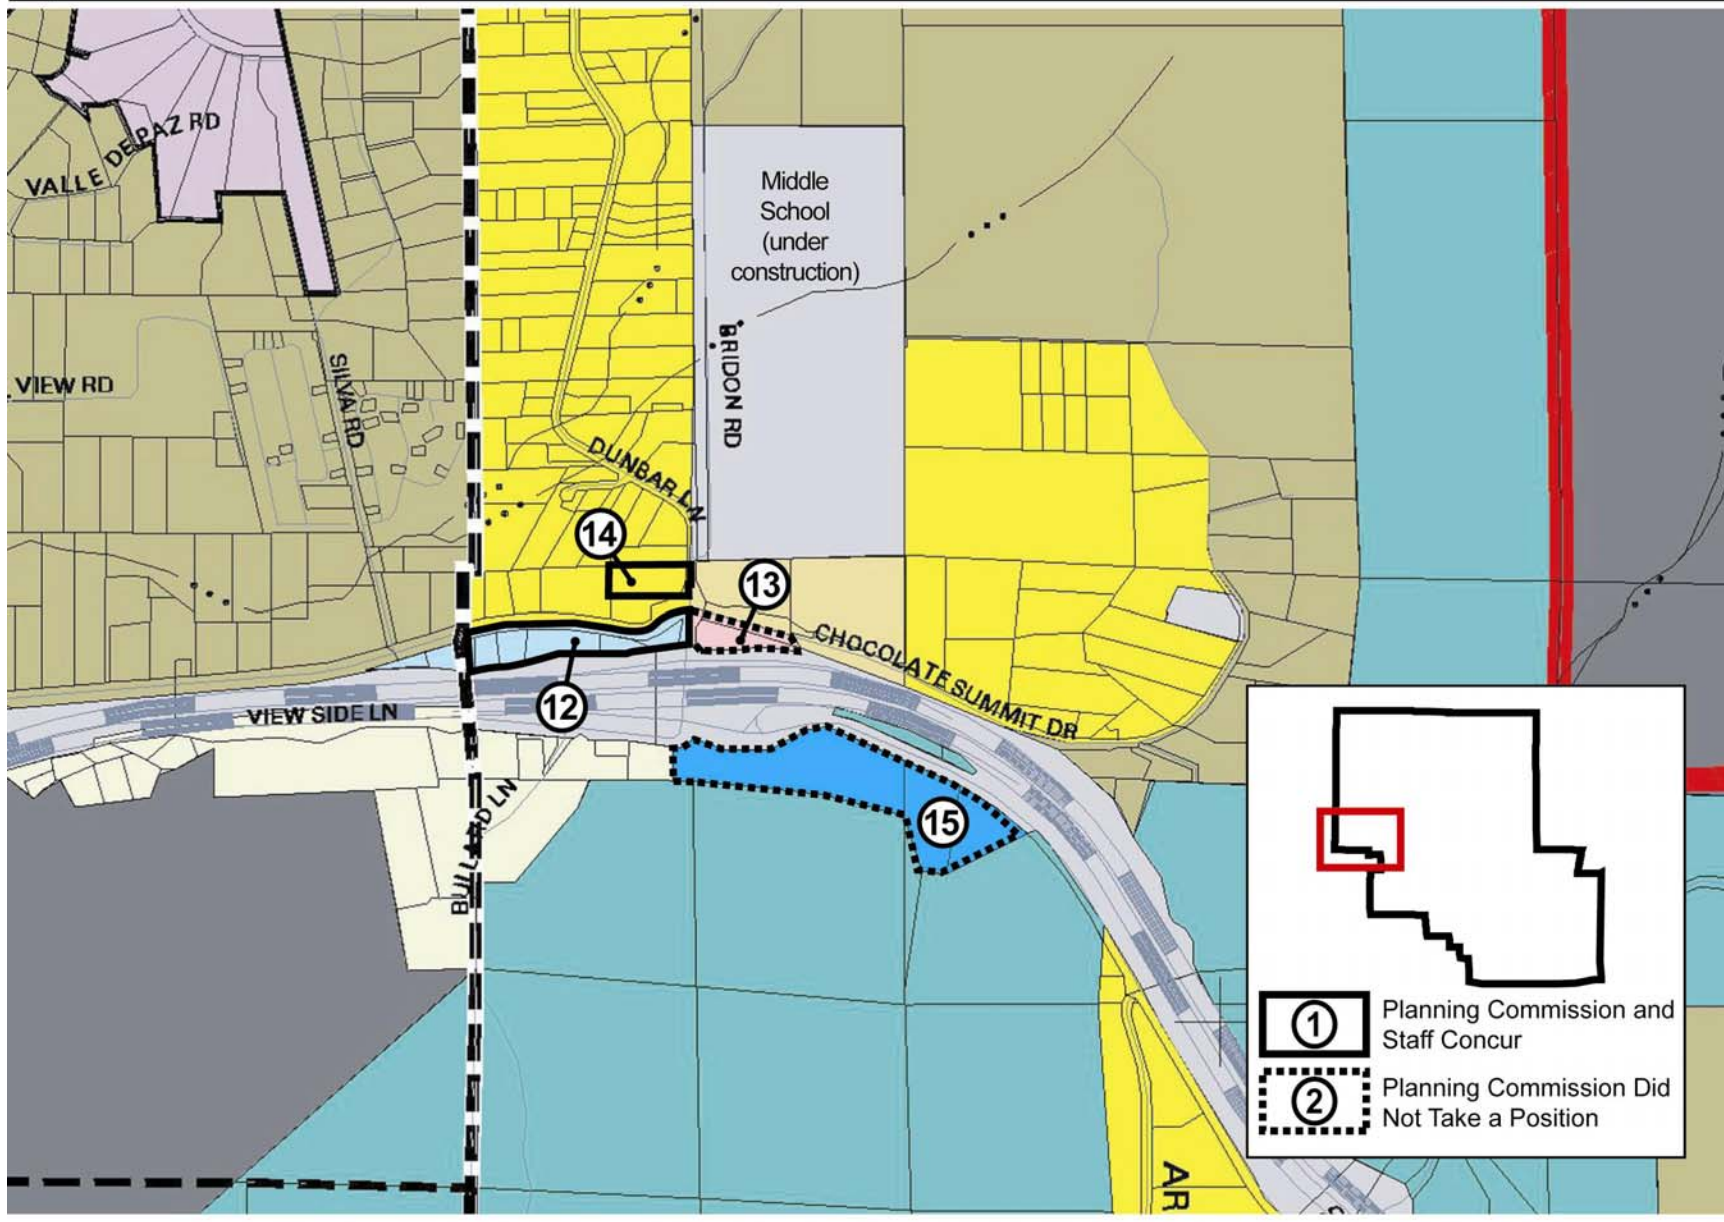 VALLE DE PAZ RD
Middle
School
(under
construction)
BRIDON RD
VIEW RD
SILVA RD
DUNBAR LN
14
13
CHOCOLATE SUMMIT DR
12
VIEW SIDE LN
15
BULLARD LN
1
Planning Commission and
Staff Concur
2
Planning Commission Did
Not Take a Position
AR